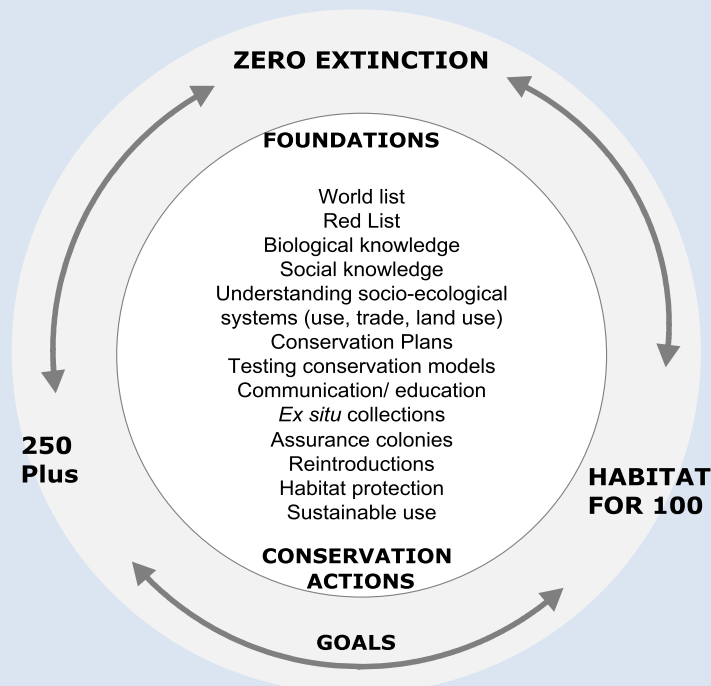 ZERO EXTINCTION
FOUNDATIONS
World list
Red List
Biological knowledge
Social knowledge
Understanding socio-ecological
systems (use, trade, land use)
Conservation Plans
Testing conservation models
Communication/ education
Ex situ collections
Assurance colonies
Reintroductions
Habitat protection
Sustainable use
CONSERVATION
ACTIONS
250
Plus
HABITAT
FOR 100
GOALS